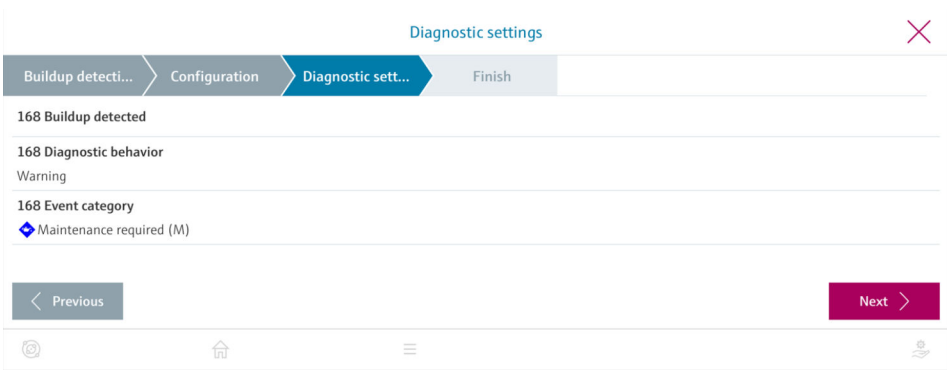 Diagnostic settings
Buildup detecti...
Configuration
Diagnostic sett...
Finish
168 Buildup detected
168 Diagnostic behavior
Warning
168 Event category
Maintenance required (M)
Previous
Next